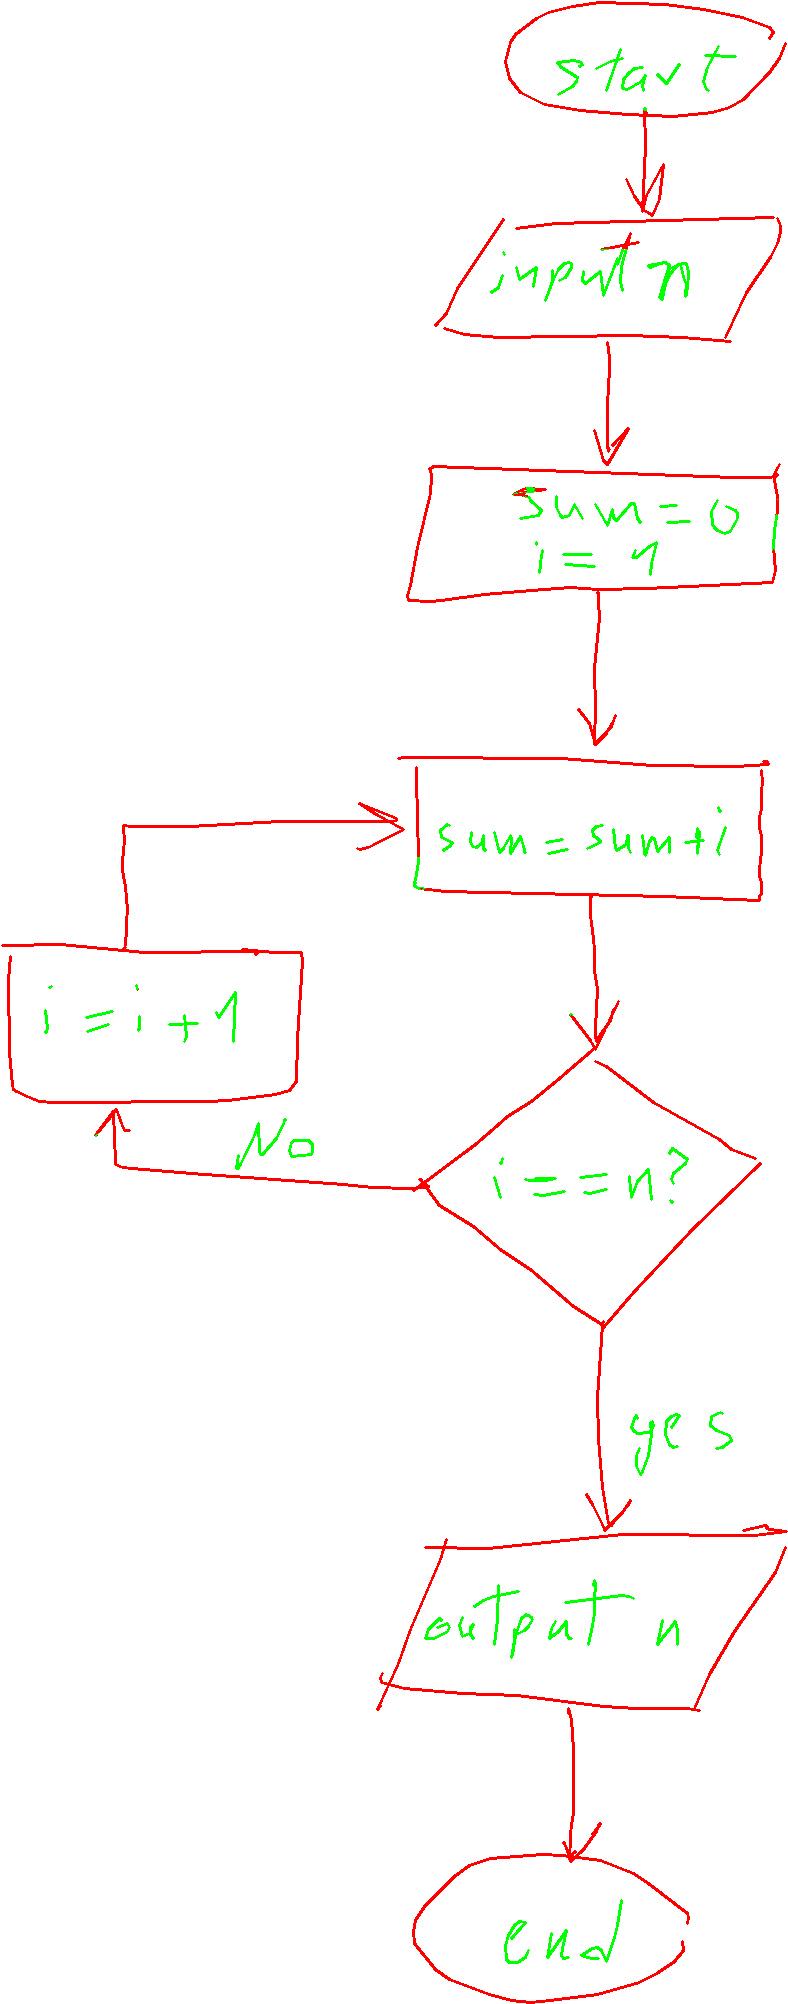 start
input n
sum = 0
i = 1
sum = sum + i
i = i + 1
No
i == n?
yes
output n
end